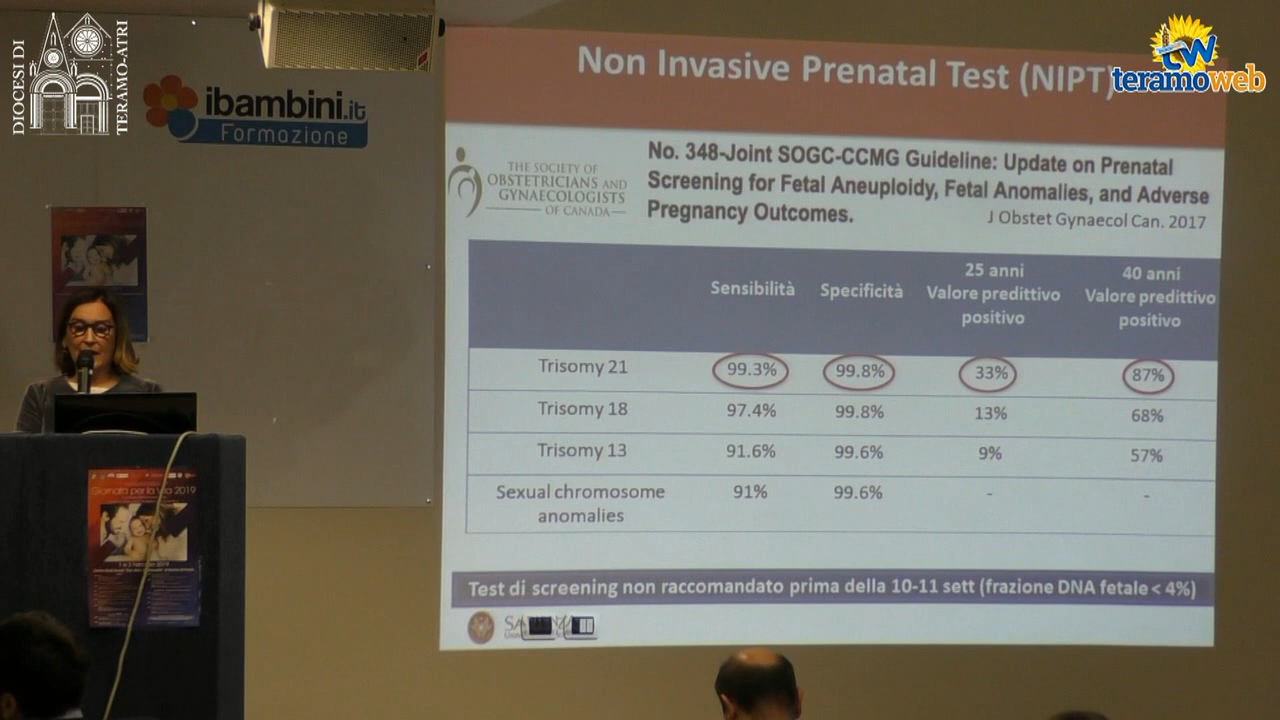 DIOCESI DI
TERAMO-ATRI
ibambini.it
Formazione
tw
teramoweb
Non Invasive Prenatal Test (NIPT)
THE SOCIETY OF
OBSTETRICIANS AND
GYNAECOLOGISTS
OF CANADA
No. 348-Joint SOGC-CCMG Guideline: Update on Prenatal
Screening for Fetal Aneuploidy, Fetal Anomalies, and Adverse
Pregnancy Outcomes.
J Obstet Gynaecol Can. 2017
Sensibilità Specificità 25 anni Valore predittivo positivo 40 anni Valore predittivo positivo
Trisomy 21 99.3% 99.8% 33% 87%
Trisomy 18 97.4% 99.8% 13% 68%
Trisomy 13 91.6% 99.6% 9% 57%
Sexual chromosome anomalies 91% 99.6% - -
Test di screening non raccomandato prima della 10-11 sett (frazione DNA fetale < 4%)
Giornata per la Vita 2019